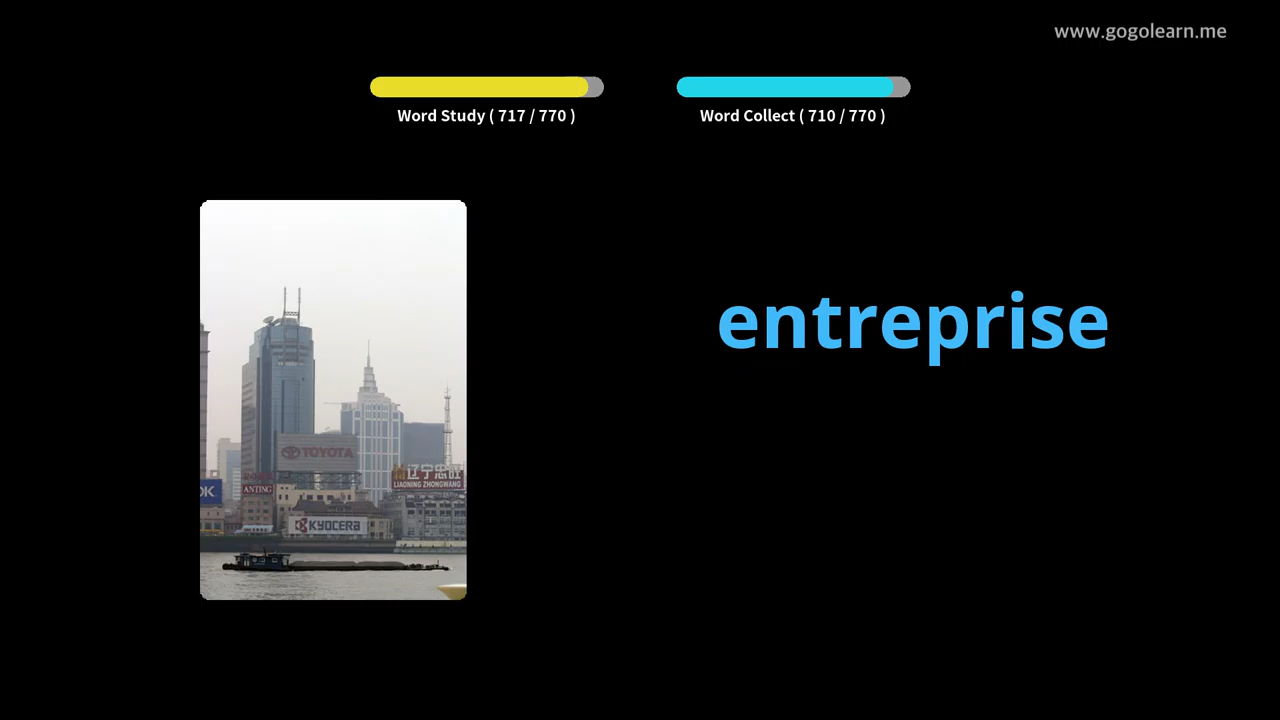 www.gogolearn.me
Word Study ( 717 / 770 )
Word Collect ( 710 / 770 )
entreprise
TOYOTA
辽宁忠旺
LIAONING ZHONGWANG
OK
ANTING
KYOCERA